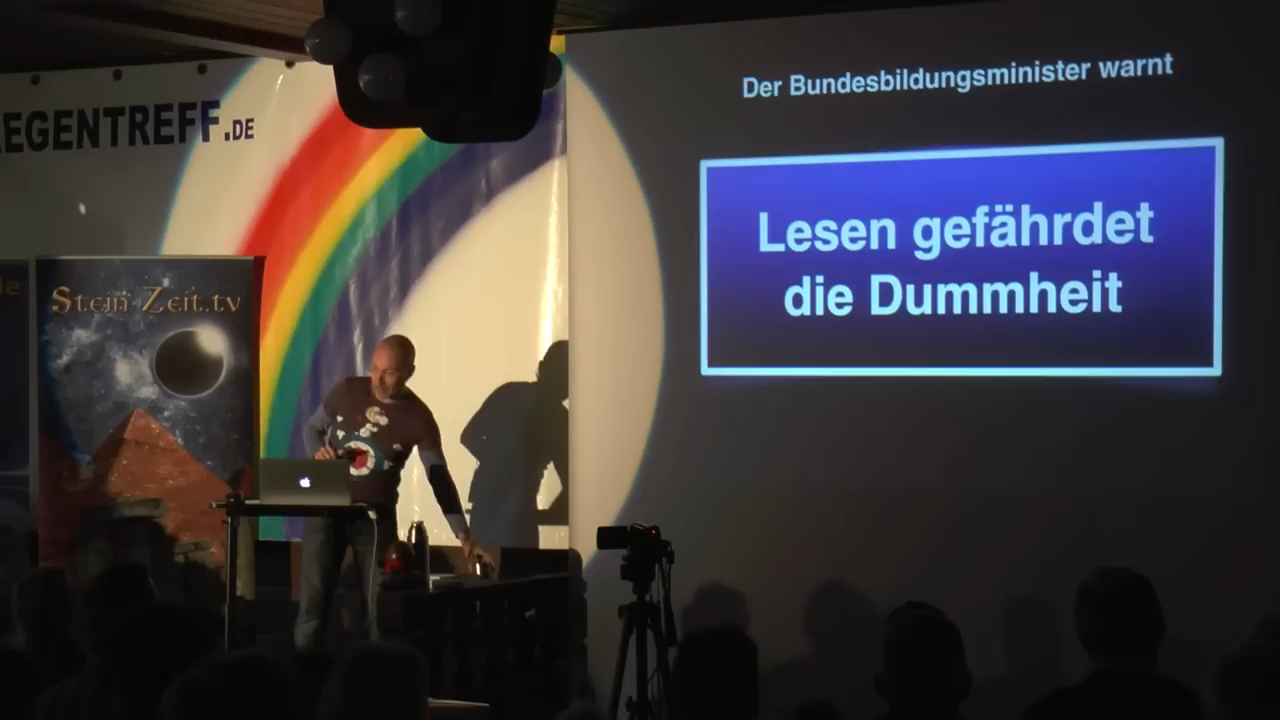 EGENTREFF.DE
Stein-Zeit.tv
Der Bundesbildungsminister warnt
Lesen gefährdet
die Dummheit